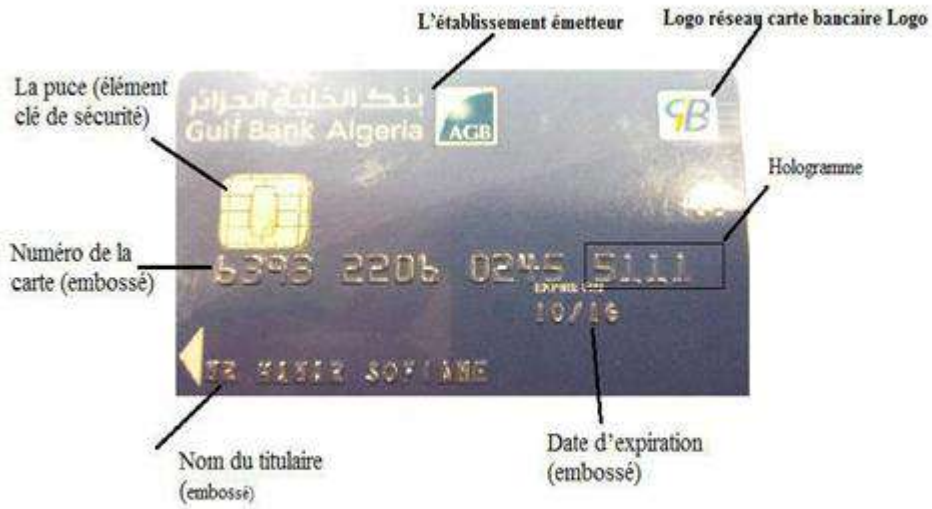 L'établissement émetteur
Logo réseau carte bancaire Logo
La puce (élément
clé de sécurité)
بنك الخليج الجزائر
Gulf Bank Algeria
AGB
Hologramme
Numéro de la
carte (embossé)
6393 2206 0245 5111
10/16
SOFIANE
Nom du titulaire
(embossé)
Date d'expiration
(embossé)